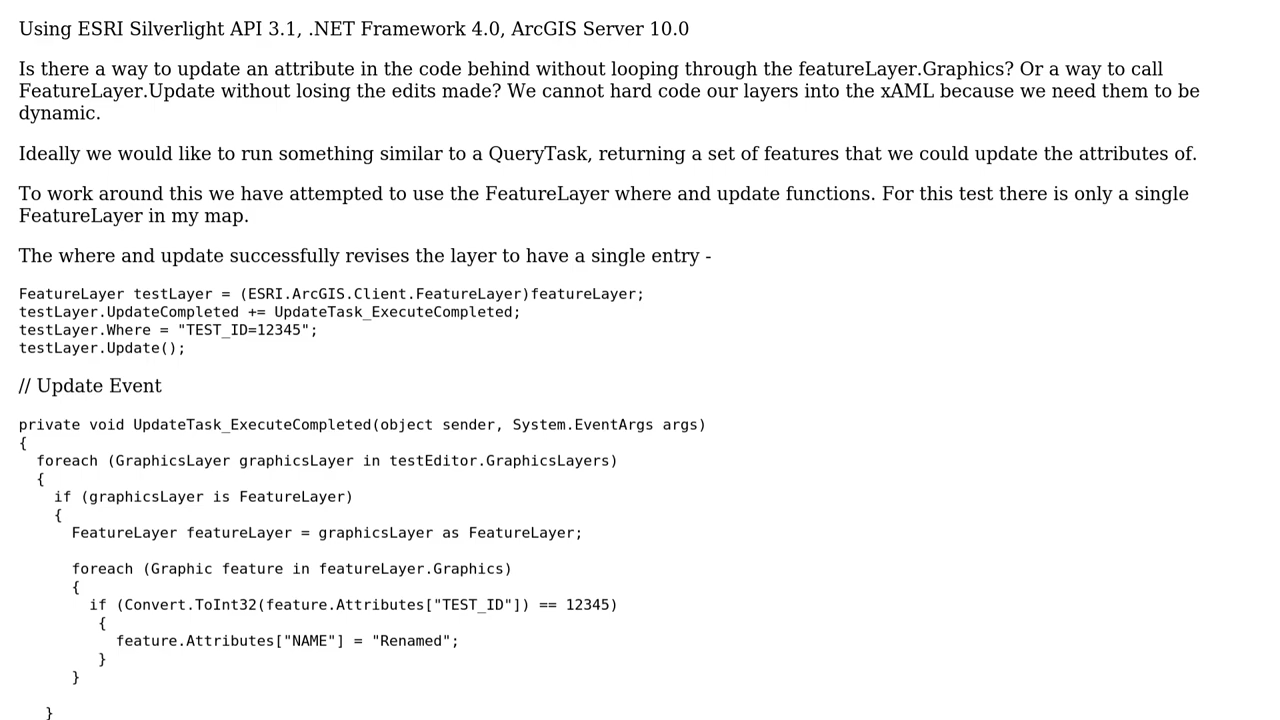 Using ESRI Silverlight API 3.1, .NET Framework 4.0, ArcGIS Server 10.0
Is there a way to update an attribute in the code behind without looping through the featureLayer.Graphics? Or a way to call
FeatureLayer.Update without losing the edits made? We cannot hard code our layers into the xAML because we need them to be
dynamic.
Ideally we would like to run something similar to a QueryTask, returning a set of features that we could update the attributes of.
To work around this we have attempted to use the FeatureLayer where and update functions. For this test there is only a single
FeatureLayer in my map.
The where and update successfully revises the layer to have a single entry -
FeatureLayer testLayer = (ESRI.ArcGIS.Client.FeatureLayer)featureLayer;
testLayer.UpdateCompleted += UpdateTask_ExecuteCompleted;
testLayer.Where = "TEST_ID=12345";
testLayer.Update();
// Update Event
private void UpdateTask_ExecuteCompleted(object sender, System.EventArgs args)
{
  foreach (GraphicsLayer graphicsLayer in testEditor.GraphicsLayers)
  {
    if (graphicsLayer is FeatureLayer)
    {
      FeatureLayer featureLayer = graphicsLayer as FeatureLayer;
      foreach (Graphic feature in featureLayer.Graphics)
      {
        if (Convert.ToInt32(feature.Attributes["TEST_ID"]) == 12345)
         {
           feature.Attributes["NAME"] = "Renamed";
         }
      }
   }